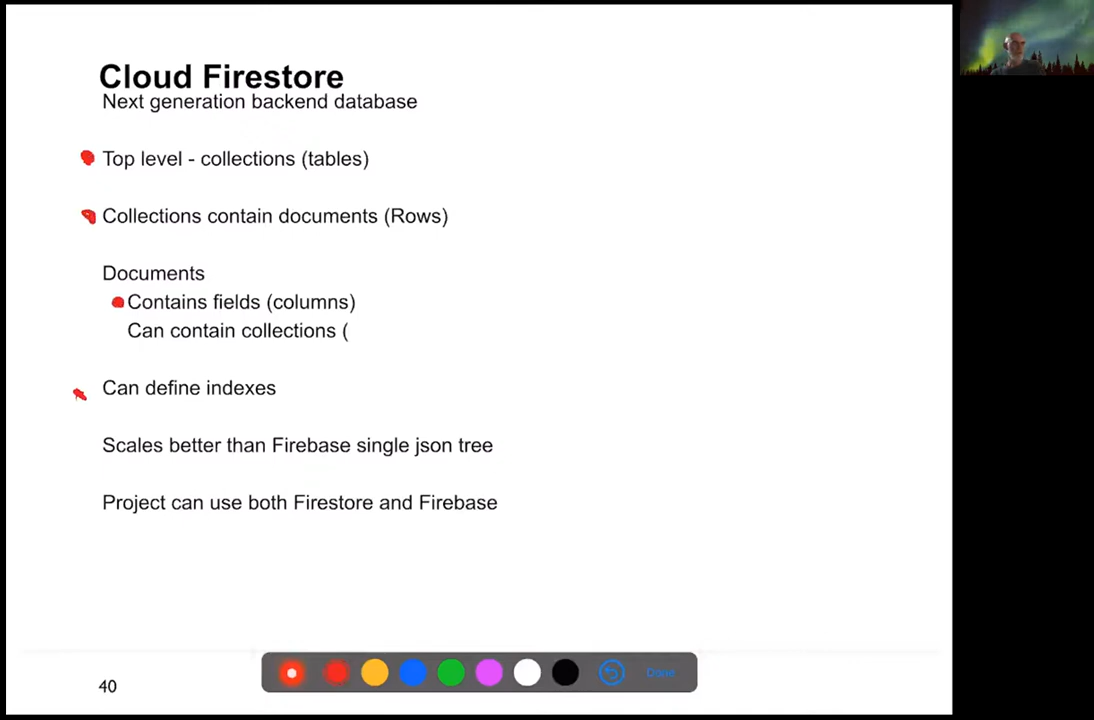 Cloud Firestore
Next generation backend database
Top level - collections (tables)
Collections contain documents (Rows)
Documents
Contains fields (columns)
Can contain collections (
Can define indexes
Scales better than Firebase single json tree
Project can use both Firestore and Firebase
40
Done